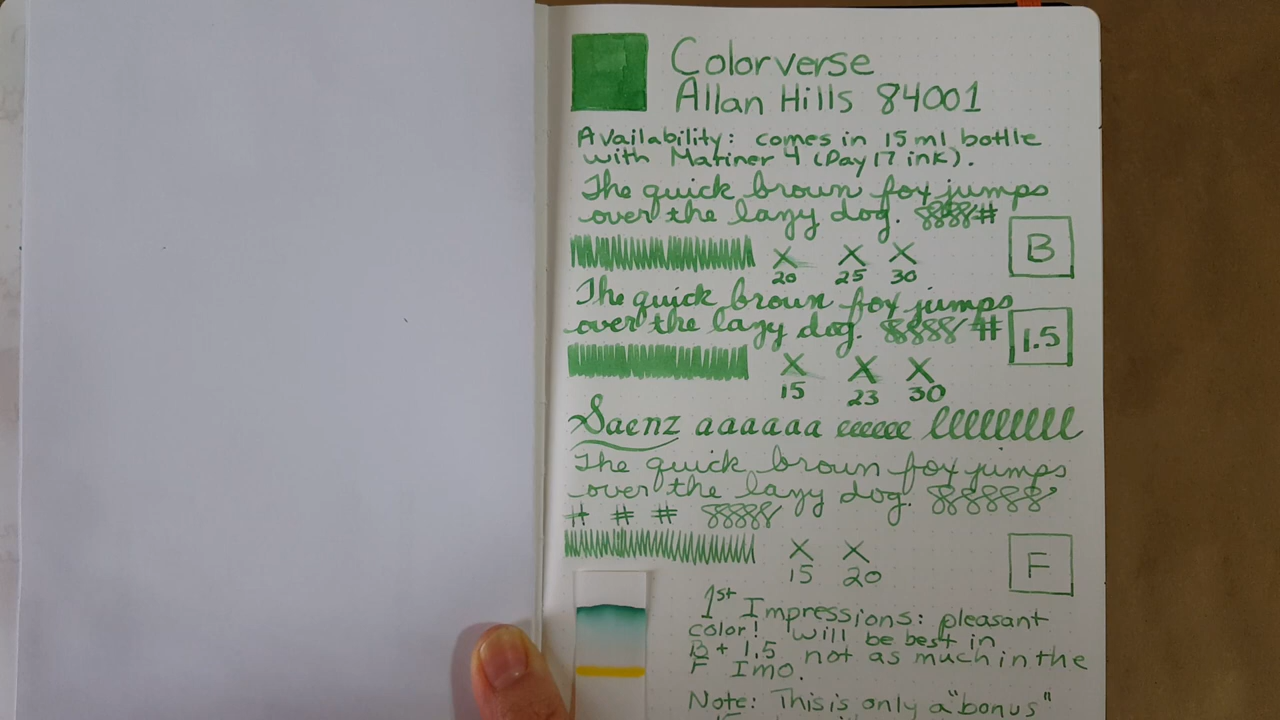 Colorverse
Allan Hills 84001
Availability: comes in 15 ml bottle
with Mariner 4 (Day 17 ink).
The quick brown fox jumps
over the lazy dog. 8888#
B
X X X
20 25 30
The quick brown fox jumps
over the lazy dog. 8888 #
1.5
X X X
15 23 30
Saenz aaaaaa eeeeee llllllllll
The quick brown fox jumps
over the lazy dog. 888888
# # # 88888
X X
15 20
F
1st Impressions: pleasant
color! will be best in
B + 1.5 not as much in the
F Imo.
Note: This is only a "bonus"